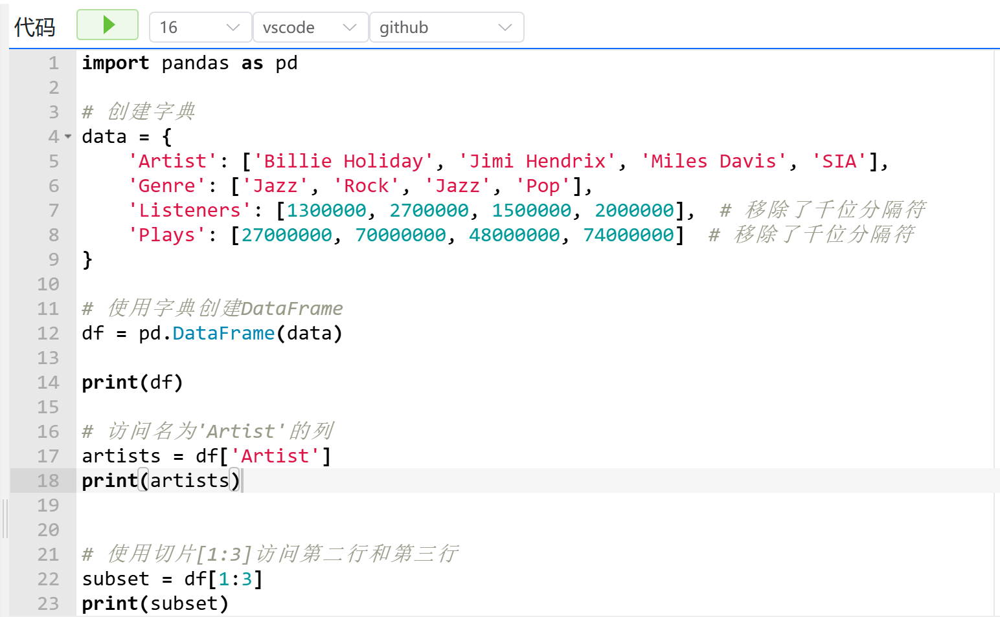 代码 16 vscode github
1 import pandas as pd
2
3 # 创建字典
4 data = {
5     'Artist': ['Billie Holiday', 'Jimi Hendrix', 'Miles Davis', 'SIA'],
6     'Genre': ['Jazz', 'Rock', 'Jazz', 'Pop'],
7     'Listeners': [1300000, 2700000, 1500000, 2000000],  # 移除了千位分隔符
8     'Plays': [27000000, 70000000, 48000000, 74000000]  # 移除了千位分隔符
9 }
10
11 # 使用字典创建DataFrame
12 df = pd.DataFrame(data)
13
14 print(df)
15
16 # 访问名为'Artist'的列
17 artists = df['Artist']
18 print(artists)
19
20
21 # 使用切片[1:3]访问第二行和第三行
22 subset = df[1:3]
23 print(subset)